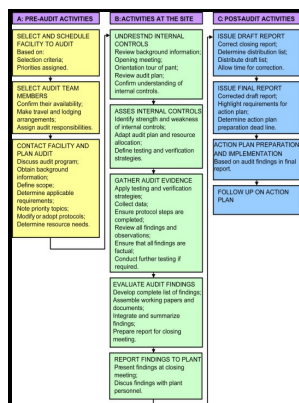 A: PRE-AUDIT ACTIVITIES
SELECT AND SCHEDULE
FACILITY TO AUDIT
Based on:
Selection criteria;
Priorities assigned.
SELECT AUDIT TEAM
MEMBERS
Confirm their availability;
Make travel and lodging
arrangements;
Assign audit responsibilities.
CONTACT FACILITY AND
PLAN AUDIT
Discuss audit program;
Obtain background
information;
Define scope;
Determine applicable
requirements;
Note priority topics;
Modify or adopt protocols;
Determine resource needs.
B:ACTIVITIES AT THE SITE
UNDRESTND INTERNAL
CONTROLS
Review background information;
Opening meeting;
Orientation tour of pant;
Review audit plan;
Confirm understanding of
internal controls.
ASSES INTERNAL CONTROLS
Identify strength and weakness
of internal controls;
Adapt audit plan and resource
allocation;
Define testing and verification
strategies.
GATHER AUDIT EVIDENCE
Apply testing and verification
strategies;
Collect data;
Ensure protocol steps are
completed;
Review all findings and
observations;
Ensure that all findings are
factual;
Conduct further testing if
required.
EVALUATE AUDIT FINDINGS
Develop complete list of findings;
Assemble working papers and
documents;
Integrate and summarize
findings;
Prepare report for closing
meeting.
REPORT FINDINGS TO PLANT
Present findings at closing
meeting;
Discus findings with plant
personnel.
C:POSTAUDIT ACTIVITIES
ISSUE DRAFT REPORT
Correct closing report;
Determine distribution list;
Distribute draft list;
Allow time for correction.
ISSUE FINAL REPORT
Corrected draft report;
Highlight requirements for
action plan;
Determine action plan
preparation dead line.
ACTION PLAN PREPARATION
AND IMPLEMENTATION
Based on audit findings in final
report.
FOLLOW UP ON ACTION
PLAN